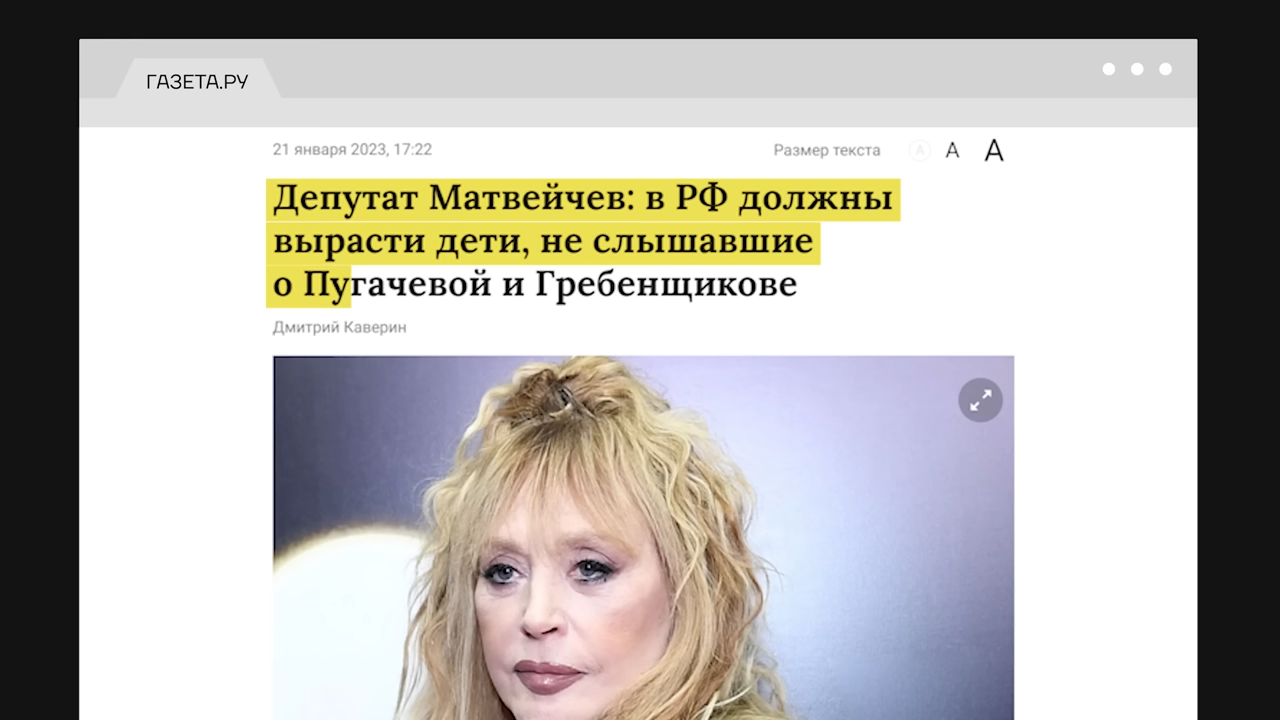 ГАЗЕТА.РУ
21 января 2023, 17:22
Размер текста А А А
Депутат Матвейчев: в РФ должны
вырасти дети, не слышавшие
о Пугачевой и Гребенщикове
Дмитрий Каверин